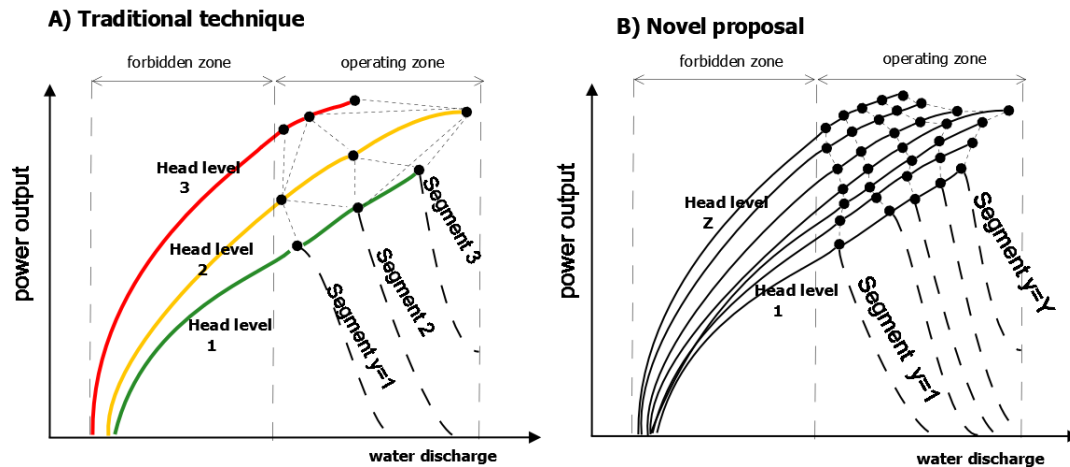 A) Traditional technique
forbidden zone
operating zone
power output
Head level
3
Head level
2
Head level
1
Segment 3
Segment 2
Segment y=1
water discharge
B) Novel proposal
forbidden zone
operating zone
power output
Head level
Z
Head level
1
Segment y=Y
Segment y=1
water discharge